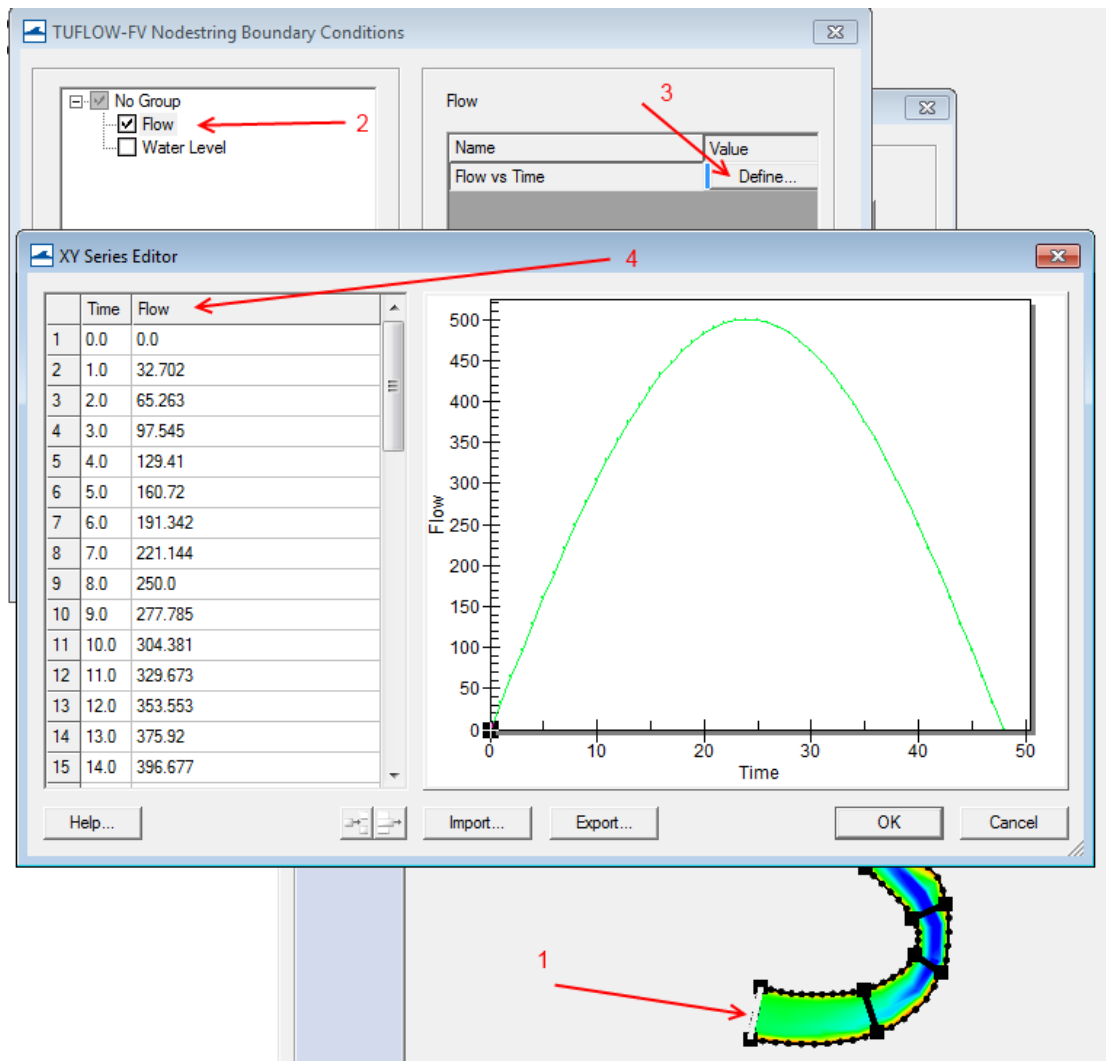 TUFLOW-FV Nodestring Boundary Conditions
No Group
Flow
2
Water Level
Flow
3
Name Value
Flow vs Time Define...
XY Series Editor
4
Time Flow
1 0.0 0.0
2 1.0 32.702
3 2.0 65.263
4 3.0 97.545
5 4.0 129.41
6 5.0 160.72
7 6.0 191.342
8 7.0 221.144
9 8.0 250.0
10 9.0 277.785
11 10.0 304.381
12 11.0 329.673
13 12.0 353.553
14 13.0 375.92
15 14.0 396.677
500
450
400
350
300
250
200
150
100
50
0
Flow
0 10 20 30 40 50
Time
Help... Import... Export... OK Cancel
1